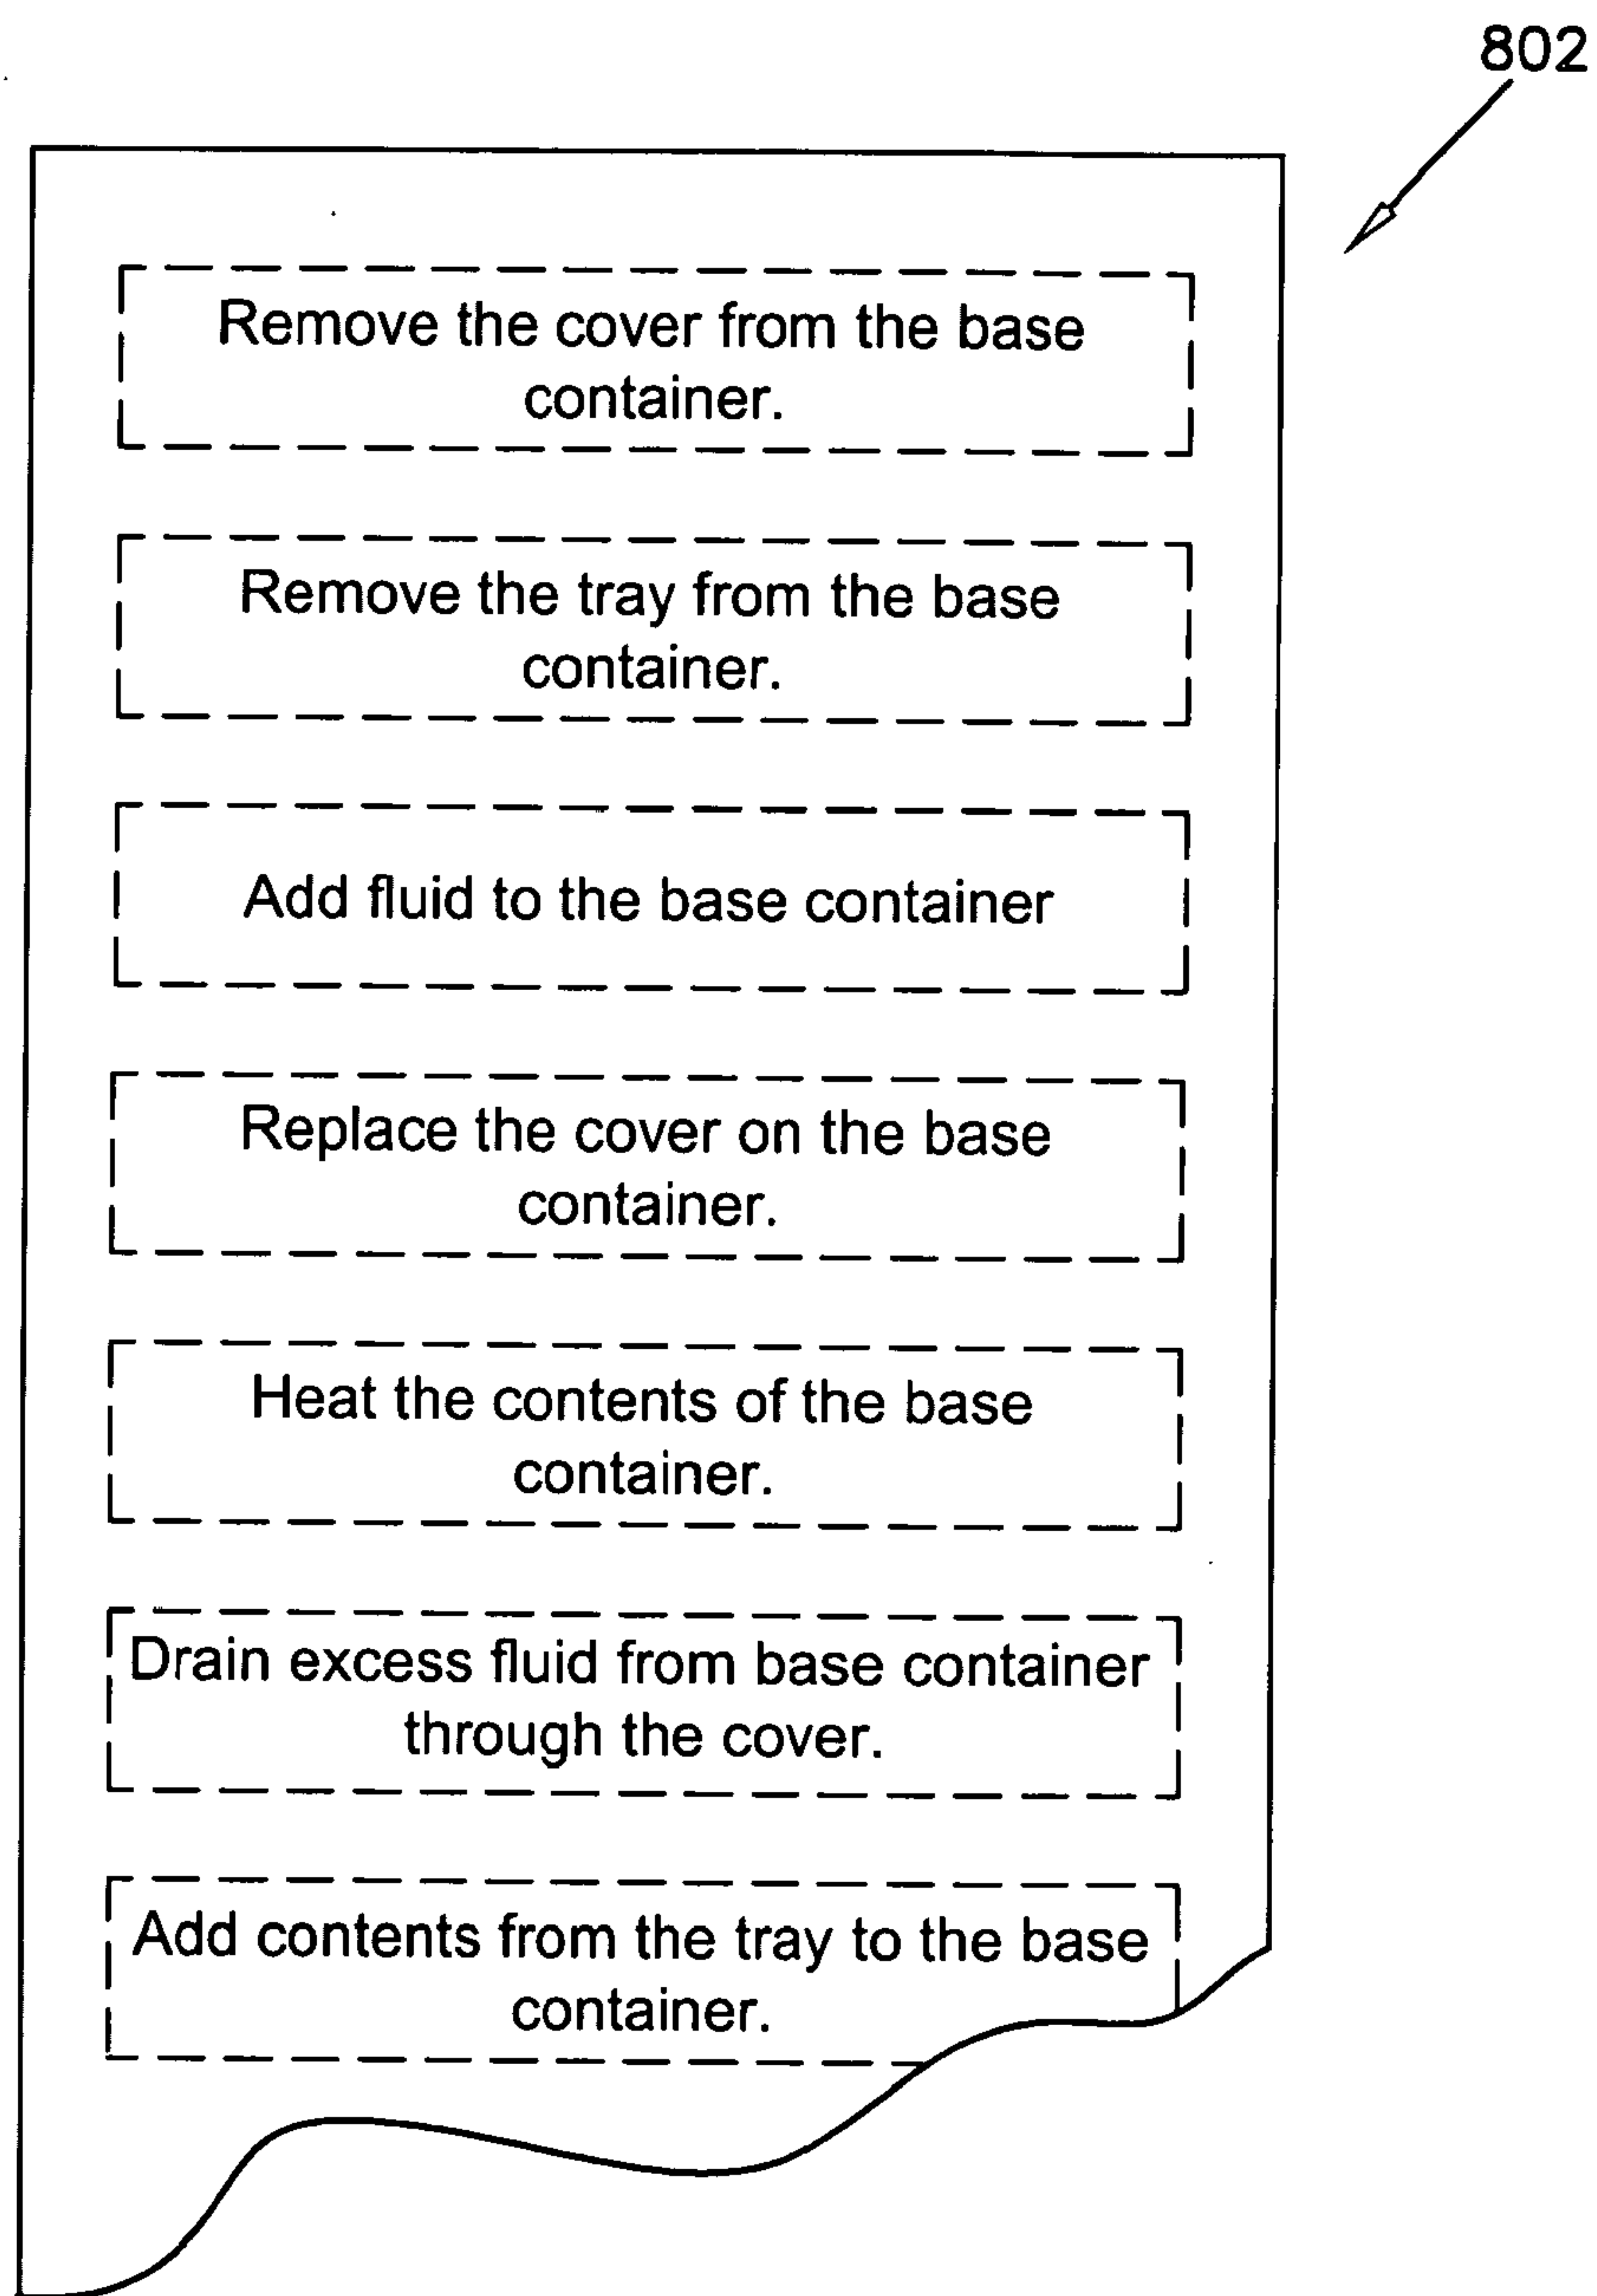 802
Remove the cover from the base
container.
Remove the tray from the base
container.
Add fluid to the base container
Replace the cover on the base
container.
Heat the contents of the base
container.
Drain excess fluid from base container
through the cover.
Add contents from the tray to the base
container.